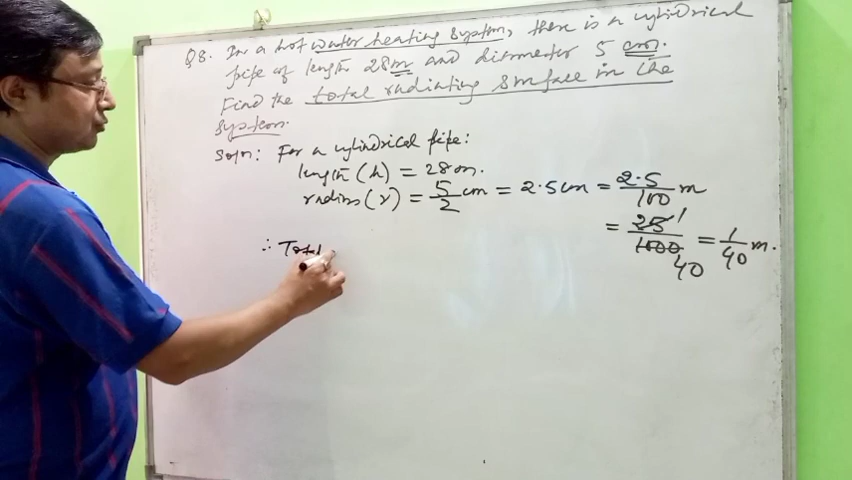 Q8. In a hot water heating system, there is a cylindrical
pipe of length 28m and diameter 5 cm.
Find the total radiating surface in the
system.
Soln: For a cylindrical pipe:
length (h) = 28m.
radius (r) = 5/2 cm = 2.5cm = 2.5/100 m
= 25/1000 = 1/40 m.
1
40
∴ Total